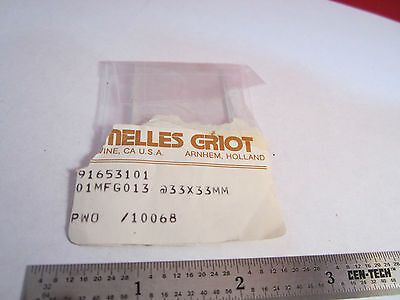 MELLES GRIOT
VINE, CA U.S.A. ARNHEM, HOLLAND
91653101
01MFG013 @33X33MM
PWO /10068
1 2 3
CEN-TECH